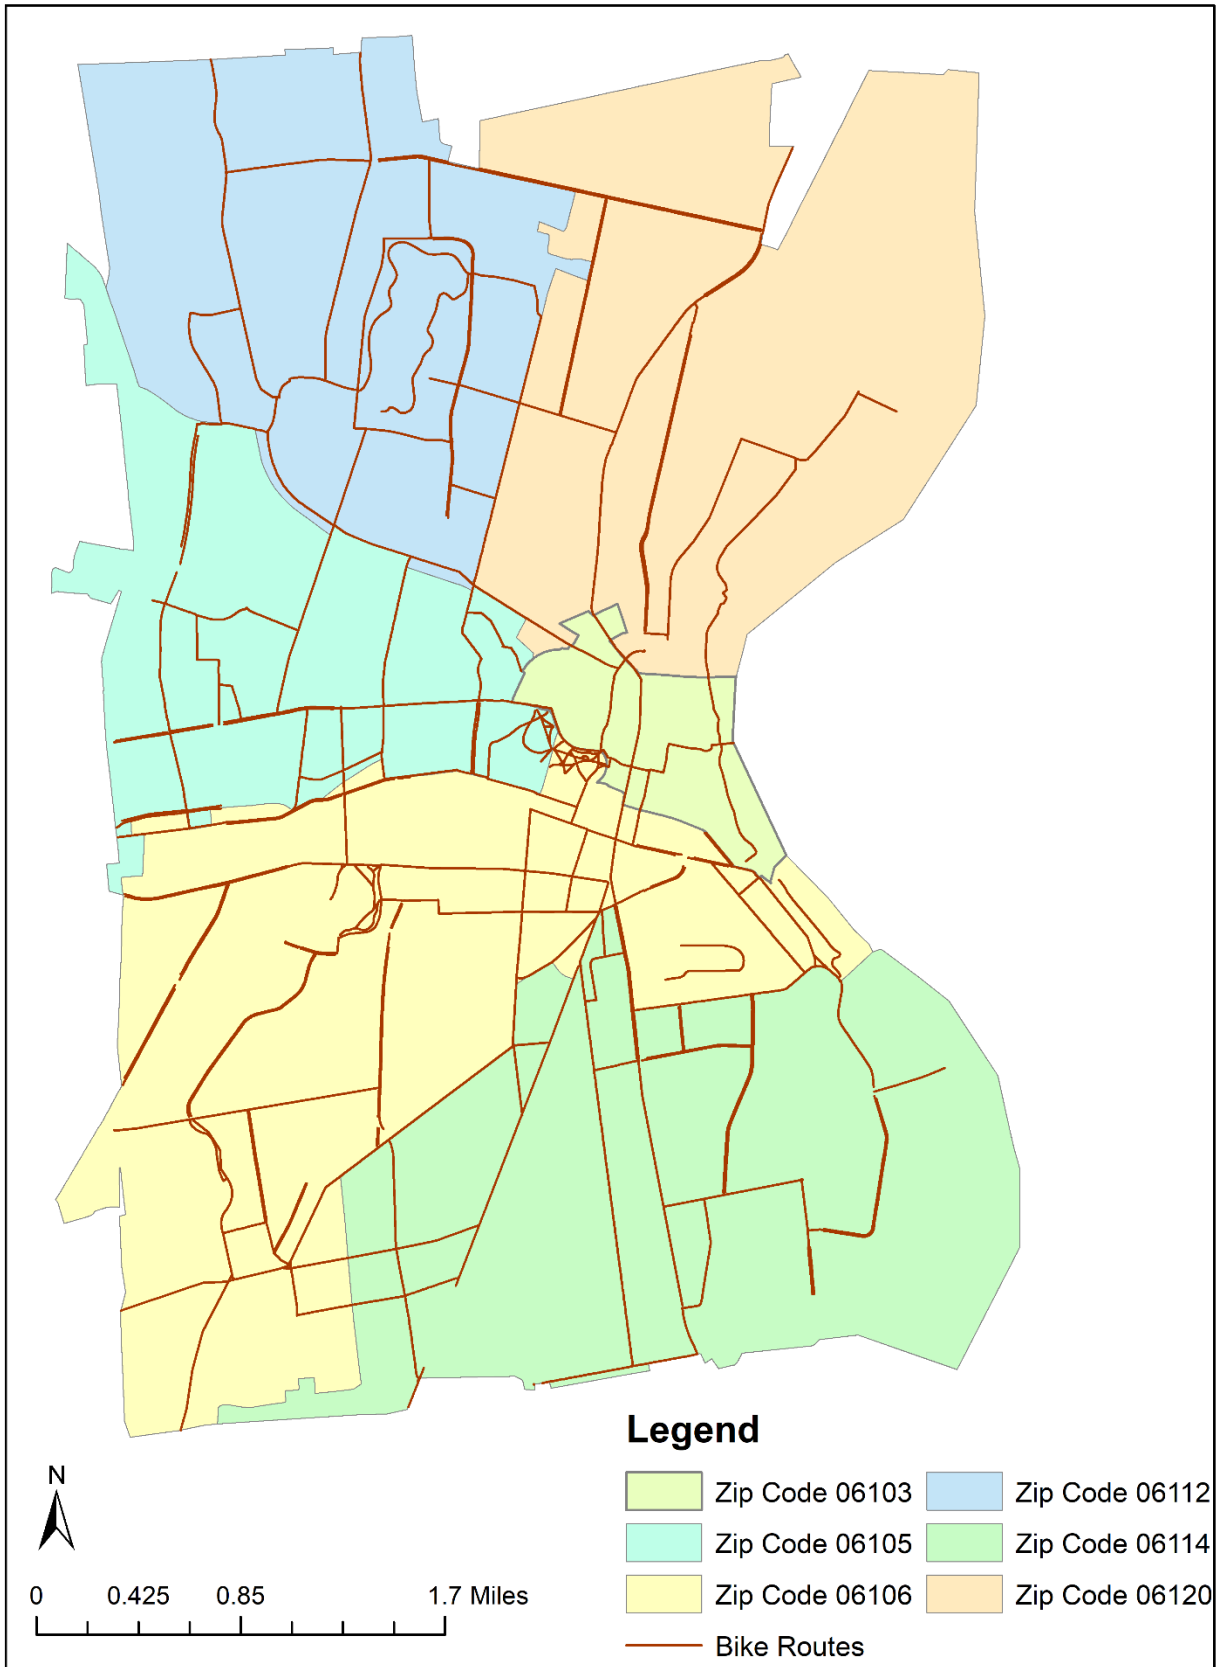 N
0 0.425 0.85 1.7 Miles
Legend
Zip Code 06103 Zip Code 06112
Zip Code 06105 Zip Code 06114
Zip Code 06106 Zip Code 06120
Bike Routes